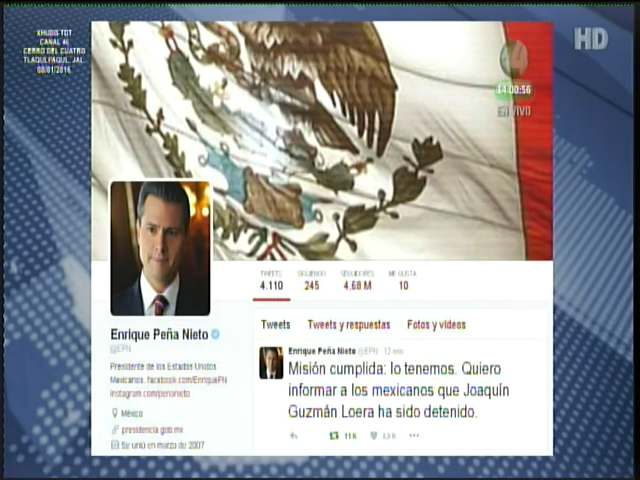 XHUDG-TDT
CANAL 4
CERRO DEL CUATRO
TLAQUEPAQUE, JAL.
08/01/2016
HD
14:00:56
EN VIVO
TWEETS
SIGUIENDO
SEGUIDORES
ME GUSTA
4.110
245
4,68 M
10
Enrique Peña Nieto
@EPN
Presidente de los Estados Unidos
Mexicanos. facebook.com/EnriquePN
instagram.com/penanieto
México
presidencia.gob.mx
Se unió en marzo de 2007
Tweets
Tweets y respuestas
Fotos y videos
Enrique Peña Nieto @EPN · 12 min
Misión cumplida: lo tenemos. Quiero
informar a los mexicanos que Joaquín
Guzmán Loera ha sido detenido.
11K